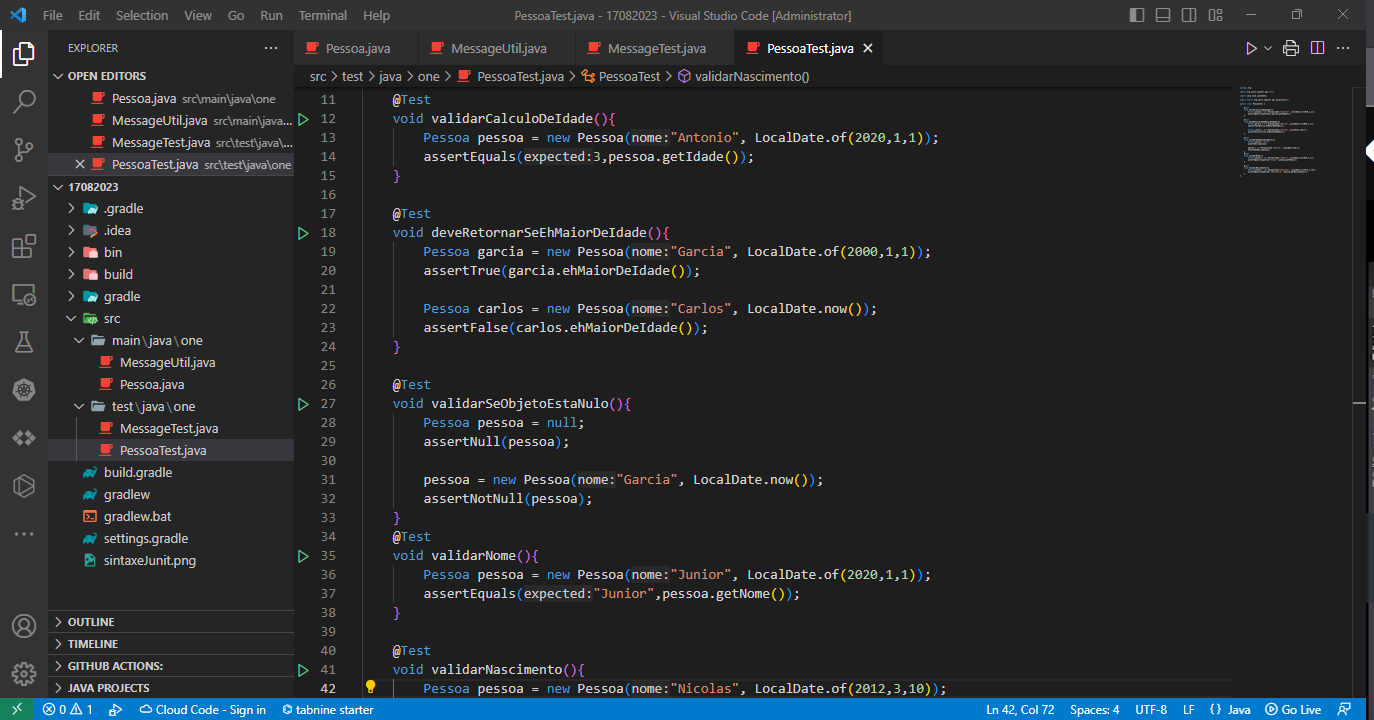 File Edit Selection View Go Run Terminal Help PessoaTest.java - 17082023 - Visual Studio Code [Administrator]
EXPLORER
OPEN EDITORS
Pessoa.java src\main\java\one
MessageUtil.java src\main\java...
MessageTest.java src\test\java\...
PessoaTest.java src\test\java\one
17082023
.gradle
.idea
bin
build
gradle
src
main\java\one
MessageUtil.java
Pessoa.java
test\java\one
MessageTest.java
PessoaTest.java
build.gradle
gradlew
gradlew.bat
settings.gradle
sintaxeJunit.png
OUTLINE
TIMELINE
GITHUB ACTIONS:
JAVA PROJECTS
Pessoa.java MessageUtil.java MessageTest.java PessoaTest.java
src > test > java > one > PessoaTest.java > PessoaTest > validarNascimento()
11 @Test
12 void validarCalculoDeIdade(){
13 Pessoa pessoa = new Pessoa(nome:"Antonio", LocalDate.of(2020,1,1));
14 assertEquals(expected:3,pessoa.getIdade());
15 }
16
17 @Test
18 void deveRetornarSeEhMaiorDeIdade(){
19 Pessoa garcia = new Pessoa(nome:"Garcia", LocalDate.of(2000,1,1));
20 assertTrue(garcia.ehMaiorDeIdade());
21
22 Pessoa carlos = new Pessoa(nome:"Carlos", LocalDate.now());
23 assertFalse(carlos.ehMaiorDeIdade());
24 }
25
26 @Test
27 void validarSeObjetoEstaNulo(){
28 Pessoa pessoa = null;
29 assertNull(pessoa);
30
31 pessoa = new Pessoa(nome:"Garcia", LocalDate.now());
32 assertNotNull(pessoa);
33 }
34 @Test
35 void validarNome(){
36 Pessoa pessoa = new Pessoa(nome:"Junior", LocalDate.of(2020,1,1));
37 assertEquals(expected:"Junior",pessoa.getNome());
38 }
39
40 @Test
41 void validarNascimento(){
42 Pessoa pessoa = new Pessoa(nome:"Nicolas", LocalDate.of(2012,3,10));
0 1 Cloud Code - Sign in tabnine starter Ln 42, Col 72 Spaces: 4 UTF-8 LF {} Java Go Live